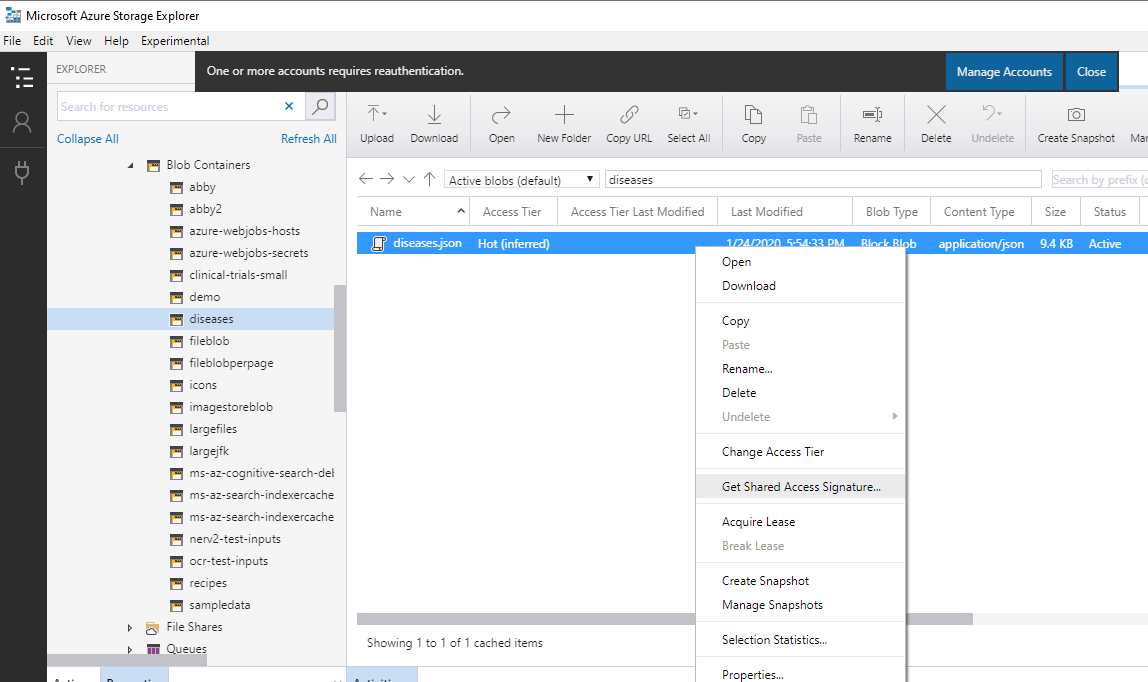 Microsoft Azure Storage Explorer
File Edit View Help Experimental
EXPLORER
One or more accounts requires reauthentication.
Manage Accounts
Close
Search for resources
Collapse All
Refresh All
Blob Containers
abby
abby2
azure-webjobs-hosts
azure-webjobs-secrets
clinical-trials-small
demo
diseases
fileblob
fileblobperpage
icons
imagestoreblob
largefiles
largejfk
ms-az-cognitive-search-del
ms-az-search-indexercache
ms-az-search-indexercache
nerv2-test-inputs
ocr-test-inputs
recipes
sampledata
File Shares
Queues
Upload Download Open New Folder Copy URL Select All Copy Paste Rename Delete Undelete Create Snapshot
Active blobs (default)
diseases
Search by prefix (c
Name Access Tier Access Tier Last Modified Last Modified Blob Type Content Type Size Status
diseases.json Hot (inferred) 1/24/2020, 5:54:33 PM Block Blob application/json 9.4 KB Active
Open
Download
Copy
Paste
Rename...
Delete
Undelete
Change Access Tier
Get Shared Access Signature...
Acquire Lease
Break Lease
Create Snapshot
Manage Snapshots
Selection Statistics...
Properties...
Showing 1 to 1 of 1 cached items